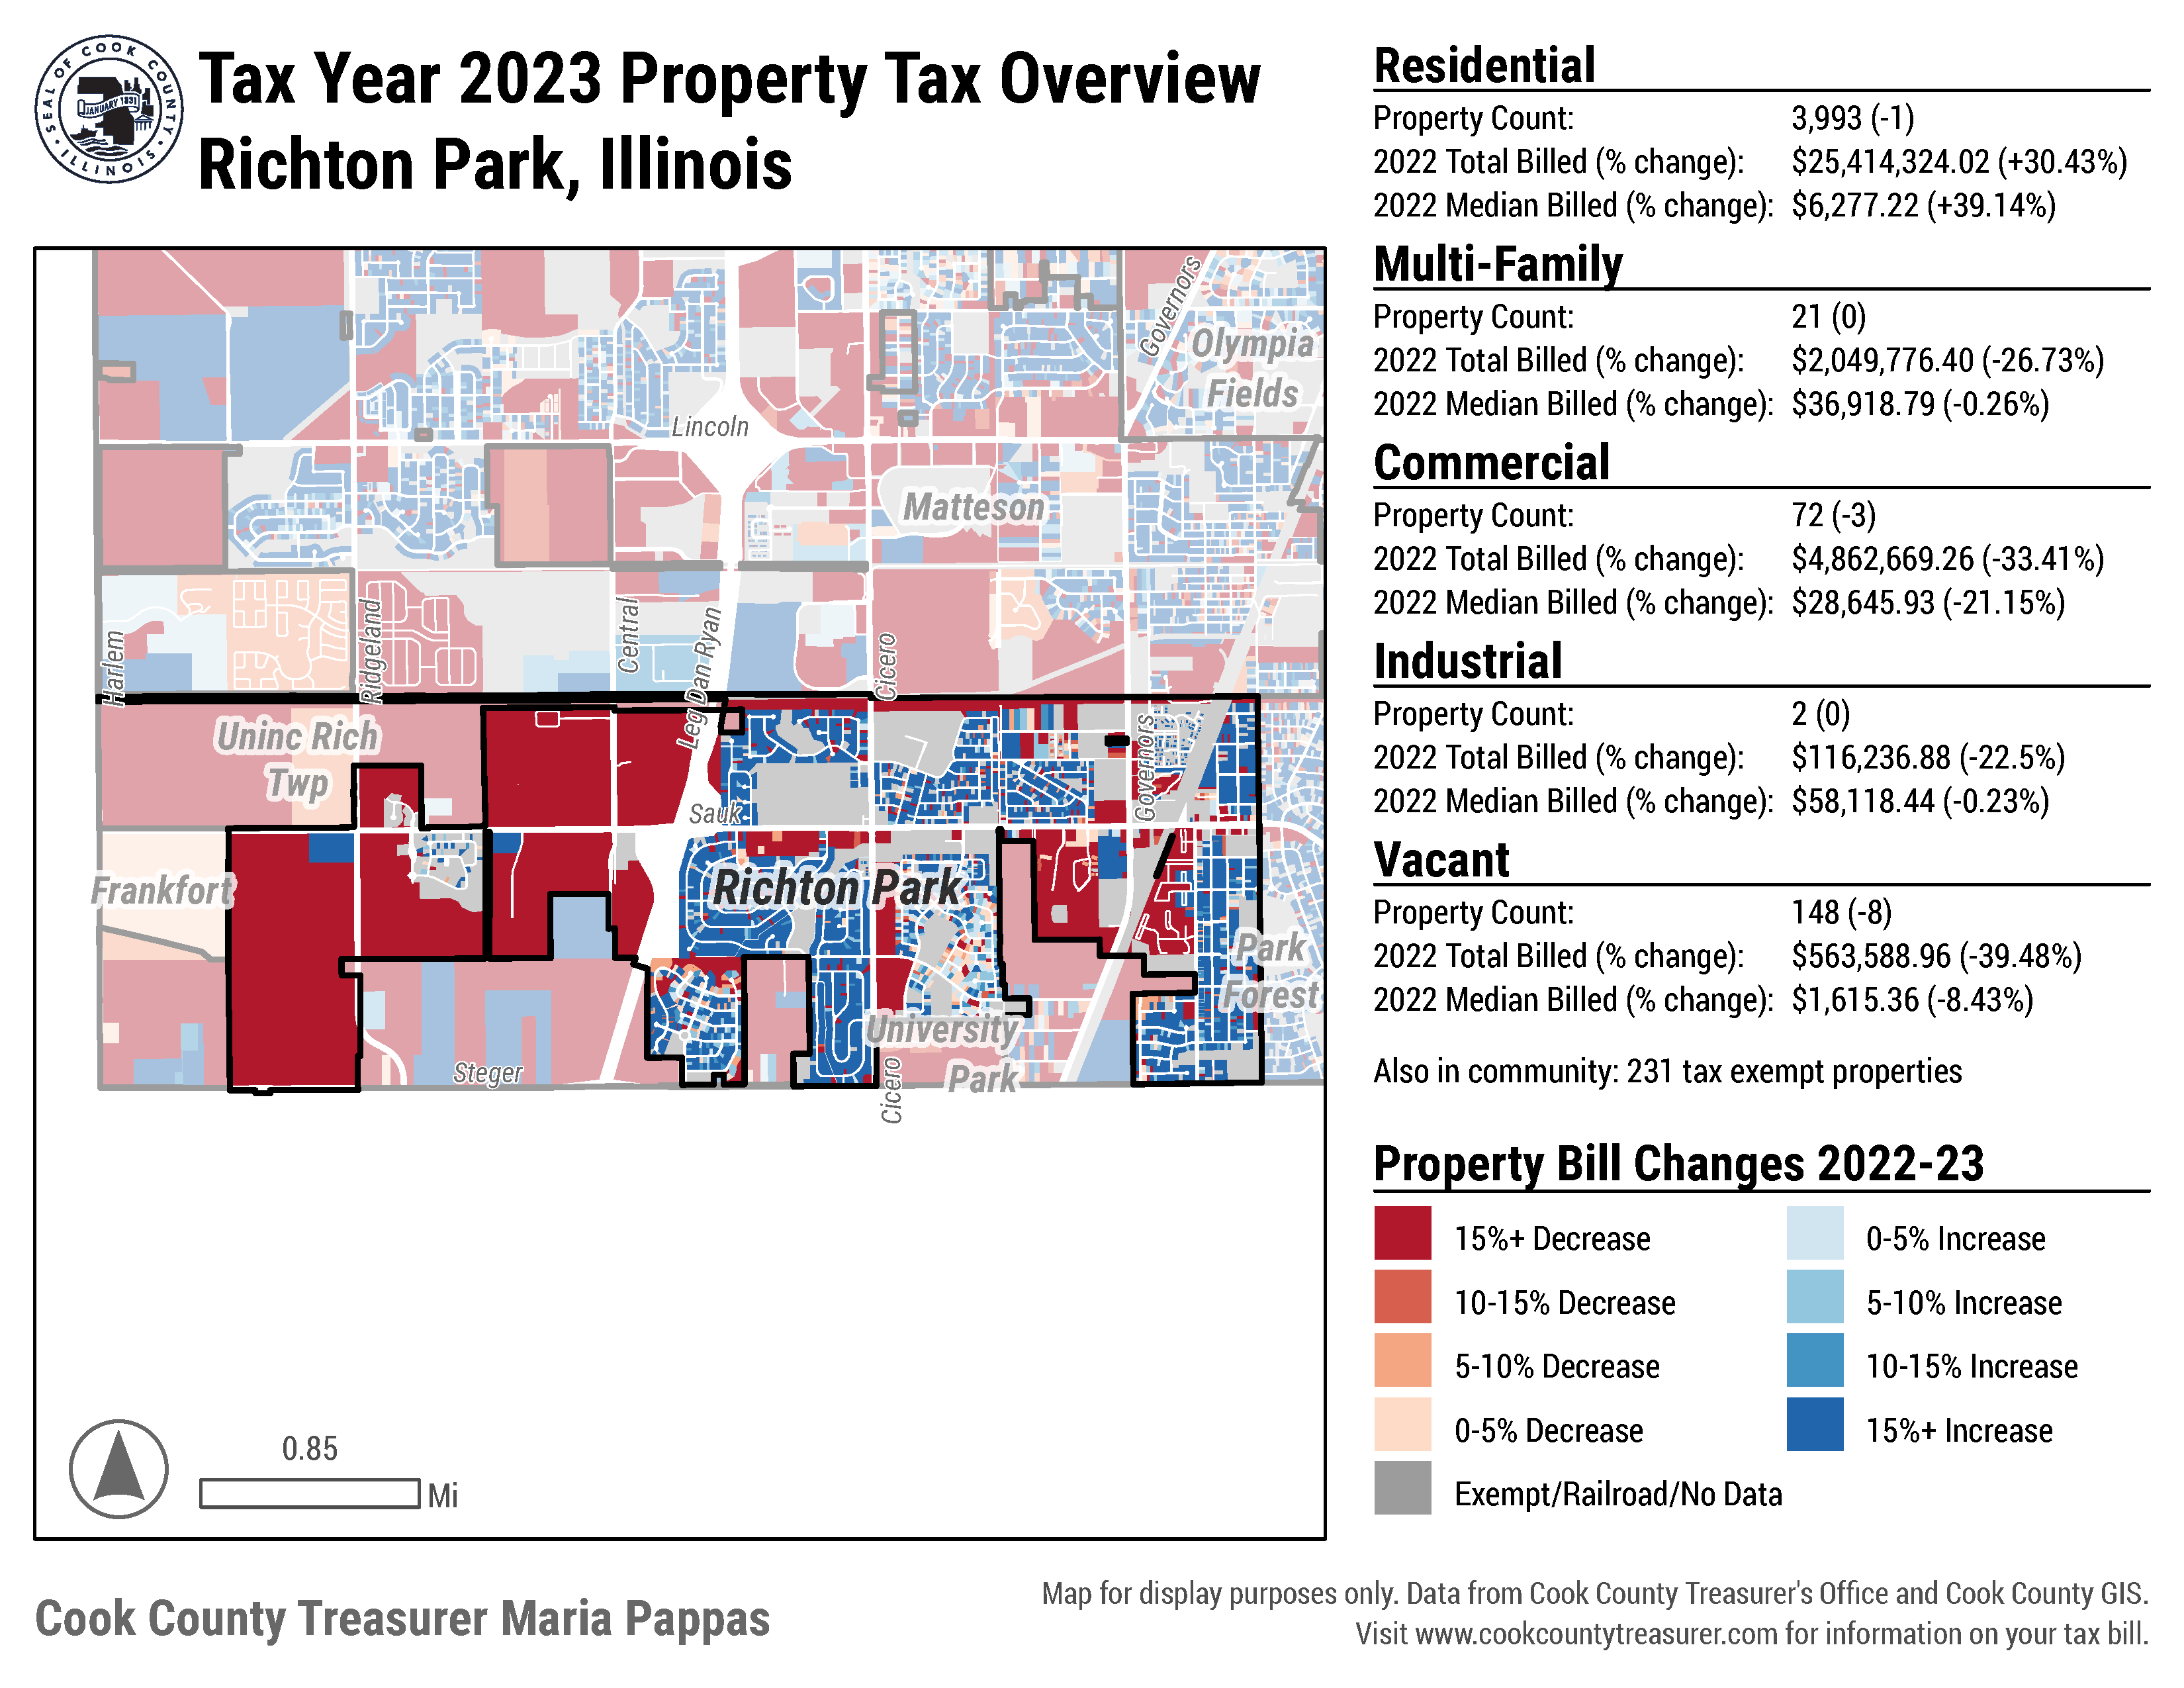 SEAL OF COOK COUNTY
JANUARY 1831
ILLINOIS
Tax Year 2023 Property Tax Overview
Richton Park, Illinois
Governors
Olympia
Fields
Lincoln
Matteson
Harlem
Ridgeland
Central
Leg Dan Ryan
Cicero
Uninc Rich
Twp
Sauk
Governors
Frankfort
Richton Park
Park
Forest
University
Park
Steger
Cicero
0.85
Mi
Residential
Property Count: 3,993 (-1)
2022 Total Billed (% change): $25,414,324.02 (+30.43%)
2022 Median Billed (% change): $6,277.22 (+39.14%)
Multi-Family
Property Count: 21 (0)
2022 Total Billed (% change): $2,049,776.40 (-26.73%)
2022 Median Billed (% change): $36,918.79 (-0.26%)
Commercial
Property Count: 72 (-3)
2022 Total Billed (% change): $4,862,669.26 (-33.41%)
2022 Median Billed (% change): $28,645.93 (-21.15%)
Industrial
Property Count: 2 (0)
2022 Total Billed (% change): $116,236.88 (-22.5%)
2022 Median Billed (% change): $58,118.44 (-0.23%)
Vacant
Property Count: 148 (-8)
2022 Total Billed (% change): $563,588.96 (-39.48%)
2022 Median Billed (% change): $1,615.36 (-8.43%)
Also in community: 231 tax exempt properties
Property Bill Changes 2022-23
15%+ Decrease
10-15% Decrease
5-10% Decrease
0-5% Decrease
Exempt/Railroad/No Data
0-5% Increase
5-10% Increase
10-15% Increase
15%+ Increase
Cook County Treasurer Maria Pappas
Map for display purposes only. Data from Cook County Treasurer's Office and Cook County GIS.
Visit www.cookcountytreasurer.com for information on your tax bill.